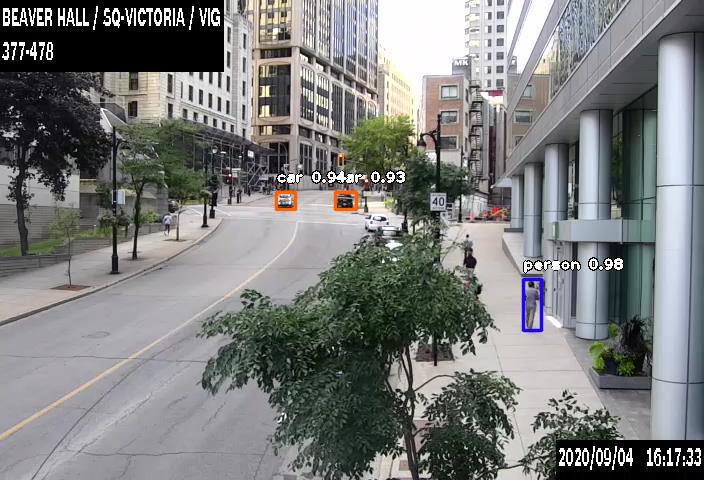 BEAVER HALL / SQ-VICTORIA / VIG
377-478
MK
car 0.94
ar 0.93
40
person 0.98
2020/09/04 16:17:33